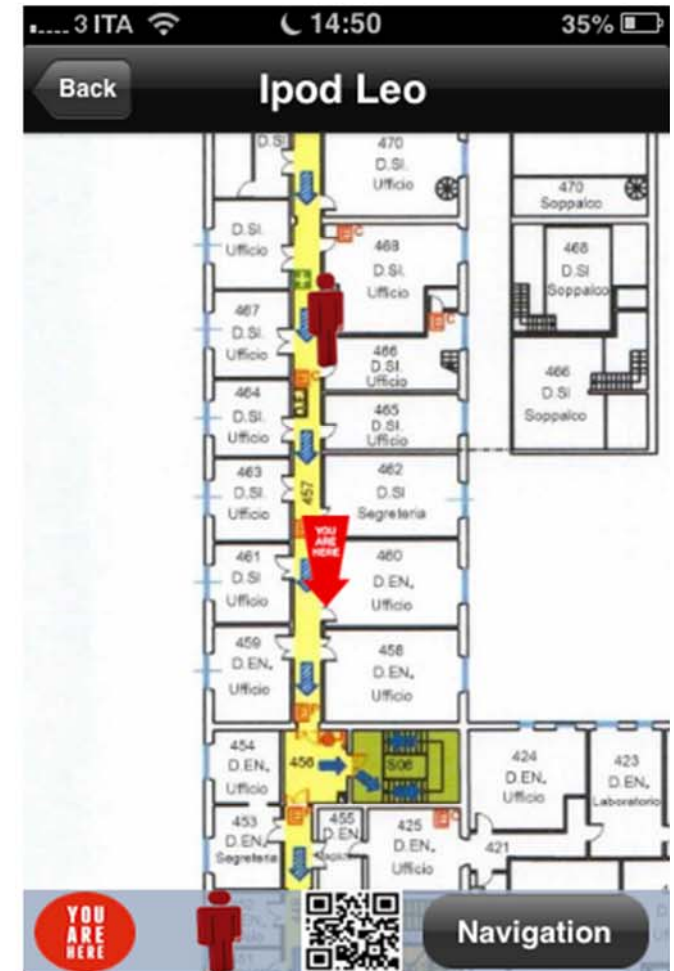 3 ITA 14:50 35%
Back Ipod Leo
D.SI
470
D.SI.
Ufficio
470
Soppalco
D.SI.
Ufficio
C
468
D.SI.
Ufficio
468
D.SI
Soppalco
467
D.SI.
Ufficio
C
466
D.SI.
Ufficio
466
D.SI
Soppalco
C
464
D.SI.
Ufficio
465
D.SI.
Ufficio
463
D.SI.
Ufficio
457
462
D.SI
Segreteria
YOU
ARE
HERE
461
D.SI
Ufficio
460
D.EN,
Ufficio
459
D.EN,
Ufficio
458
D.EN,
Ufficio
454
D.EN,
Ufficio
456
S06
424
D.EN,
Ufficio
423
D.EN,
Laboratorio
453
D.EN,
Segreteria
455
D.EN
425
D.EN,
Ufficio
C
421
YOU
ARE
HERE
Navigation